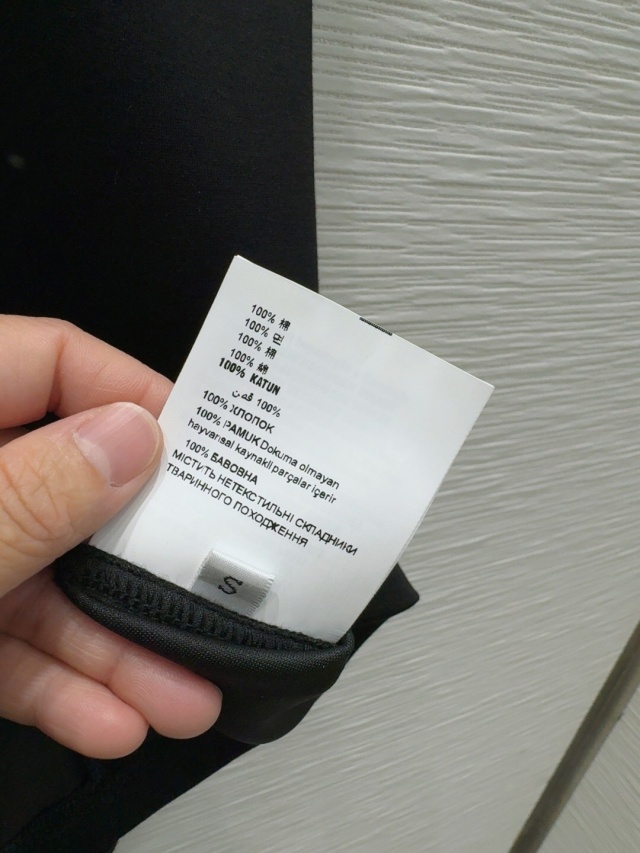 100% 棉
100% 면
100% 棉
100% 綿
100% KATUN
100% قطن
100% ХЛОПОК
100% PAMUK Dokuma olmayan
hayvansal kaynakli parçalar içerir
100% БАВОВНА
МІСТИТЬ НЕТЕКСТИЛЬНІ СКЛАДНИКИ
ТВАРИННОГО ПОХОДЖЕННЯ
S